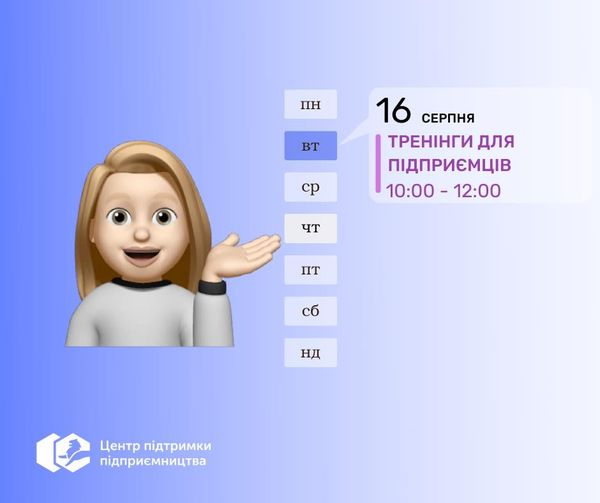 пн
вт
ср
чт
пт
сб
нд
16 СЕРПНЯ
ТРЕНІНГИ ДЛЯ
ПІДПРИЄМЦІВ
10:00 - 12:00
Центр підтримки
підприємництва